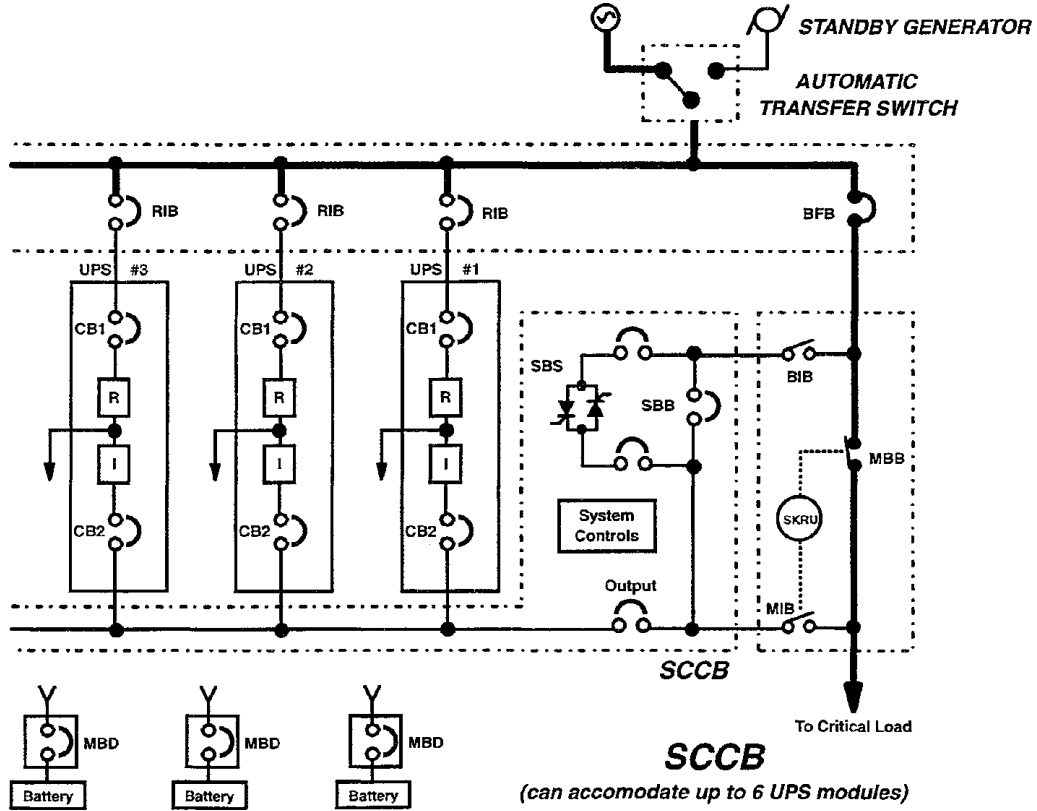 STANDBY GENERATOR
AUTOMATIC
TRANSFER SWITCH
RIB
RIB
RIB
BFB
UPS #3
UPS #2
UPS #1
CB1
CB1
CB1
SBS
BIB
R
R
R
SBB
I
I
I
MBB
System
Controls
SKRU
CB2
CB2
CB2
Output
MIB
SCCB
To Critical Load
MBD
MBD
MBD
SCCB
Battery
Battery
Battery
(can accomodate up to 6 UPS modules)